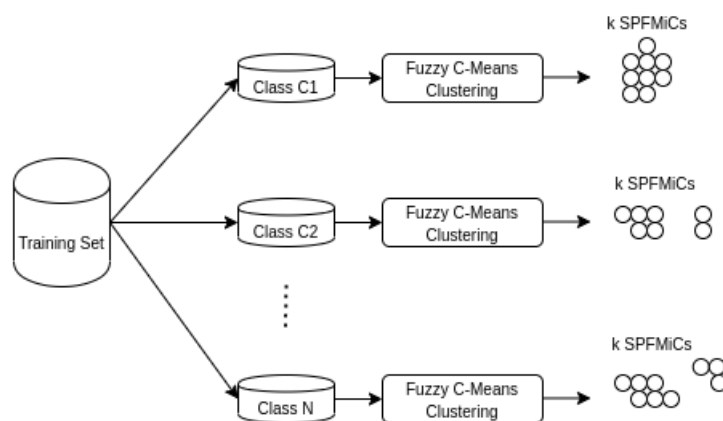 k SPFMiCs
Class C1
Fuzzy C-Means
Clustering
k SPFMiCs
Training Set
Class C2
Fuzzy C-Means
Clustering
k SPFMiCs
Class N
Fuzzy C-Means
Clustering